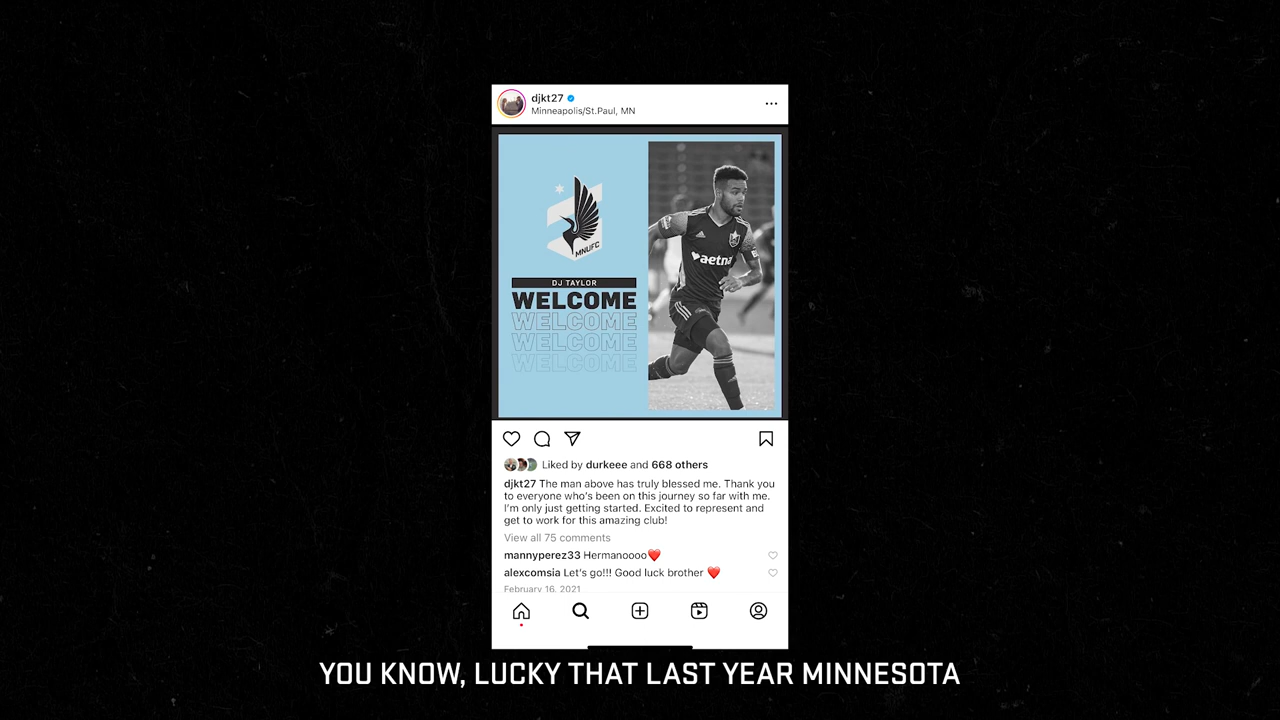 djkt27
Minneapolis/St.Paul, MN
MNUFC
DJ TAYLOR
WELCOME
WELCOME
WELCOME
WELCOME
aetna
Liked by durkeee and 668 others
djkt27 The man above has truly blessed me. Thank you
to everyone who's been on this journey so far with me.
I'm only just getting started. Excited to represent and
get to work for this amazing club!
View all 75 comments
mannyperez33 Hermanoooo❤️
alexcomsia Let's go!!! Good luck brother ❤️
February 16, 2021
YOU KNOW, LUCKY THAT LAST YEAR MINNESOTA